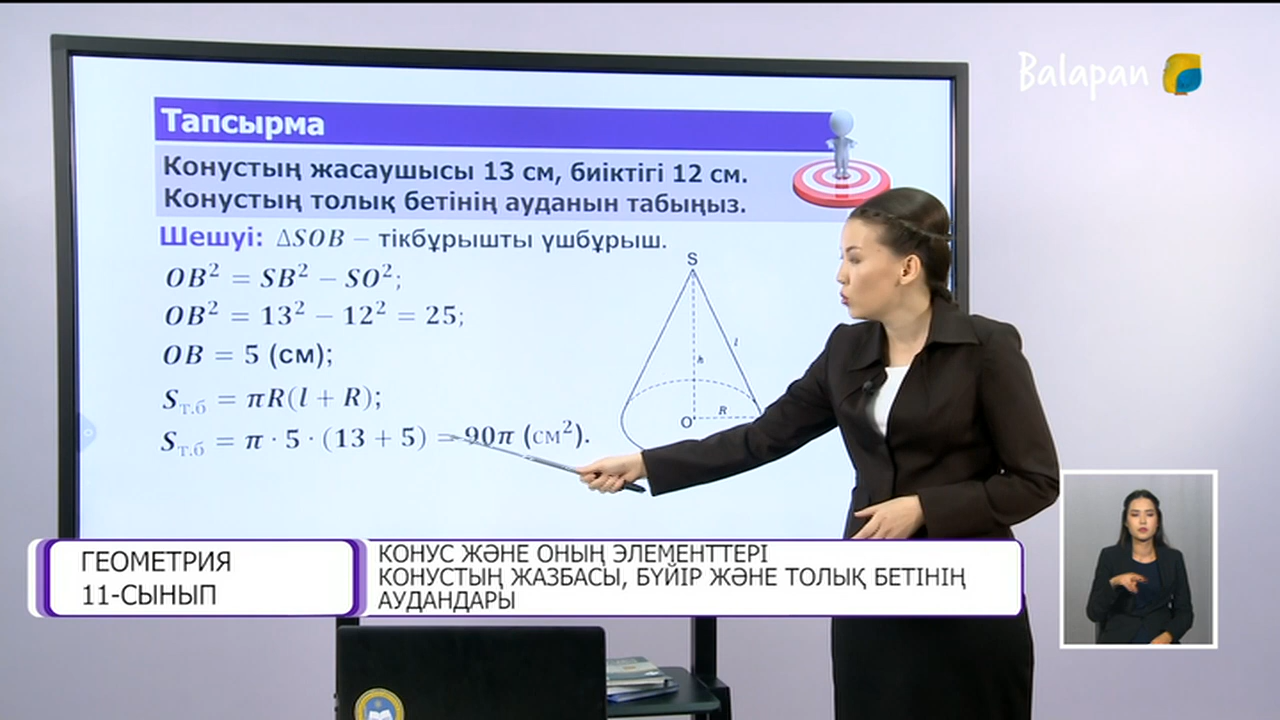 Balapan
Тапсырма
Конустың жасаушысы 13 см, биіктігі 12 см.
Конустың толық бетінің ауданын табыңыз.
Шешуі: ΔSOB – тікбұрышты үшбұрыш.
OB² = SB² − SO²;
OB² = 13² − 12² = 25;
OB = 5 (см);
Sт.б = πR(l + R);
Sт.б = π · 5 · (13 + 5) = 90π (см²).
S
l
h
R
O
ГЕОМЕТРИЯ
11-СЫНЫП
КОНУС ЖӘНЕ ОНЫҢ ЭЛЕМЕНТТЕРІ
КОНУСТЫҢ ЖАЗБАСЫ, БҮЙІР ЖӘНЕ ТОЛЫҚ БЕТІНІҢ
АУДАНДАРЫ